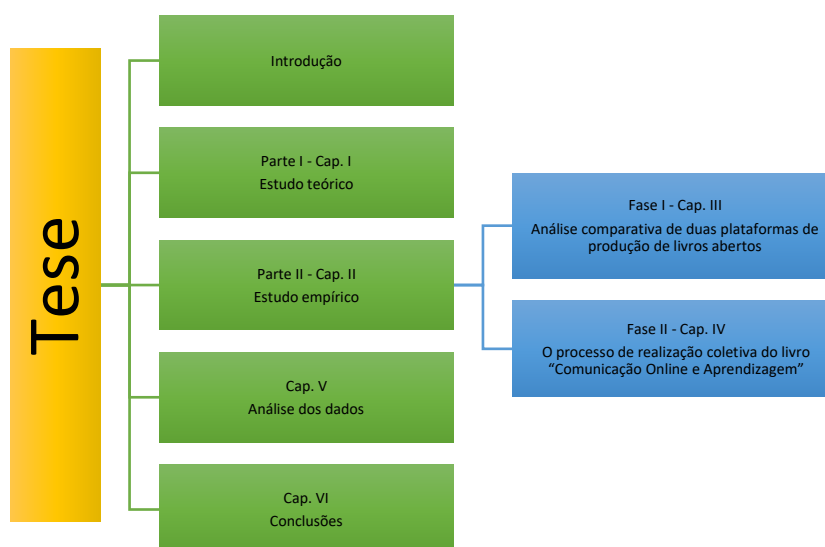 Tese
Introdução
Parte I - Cap. I
Estudo teórico
Parte II - Cap. II
Estudo empírico
Cap. V
Análise dos dados
Cap. VI
Conclusões
Fase I - Cap. III
Análise comparativa de duas plataformas de
produção de livros abertos
Fase II - Cap. IV
O processo de realização coletiva do livro
“Comunicação Online e Aprendizagem”